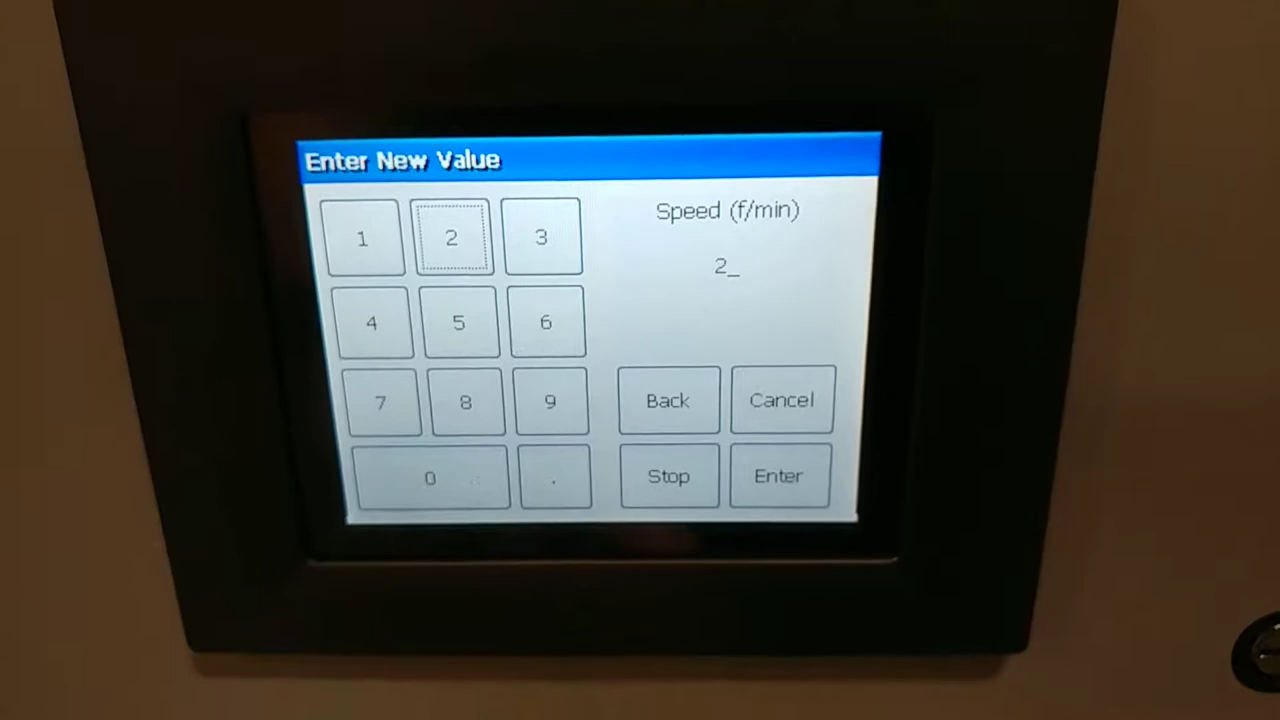 Enter New Value
Speed (f/min)
2_
1 2 3
4 5 6
7 8 9
0 .
Back Cancel
Stop Enter